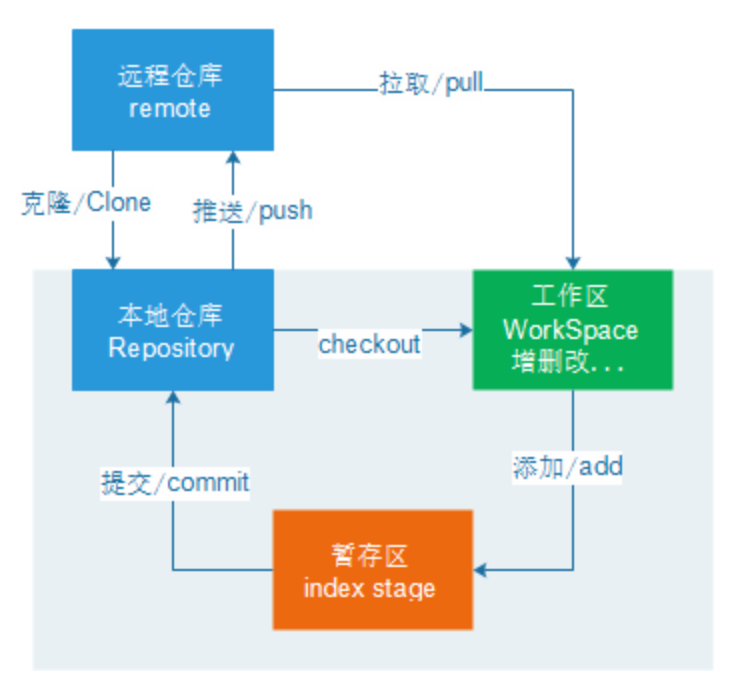 远程仓库
remote
拉取/pull
克隆/Clone
推送/push
本地仓库
Repository
checkout
工作区
WorkSpace
增删改...
提交/commit
添加/add
暂存区
index stage